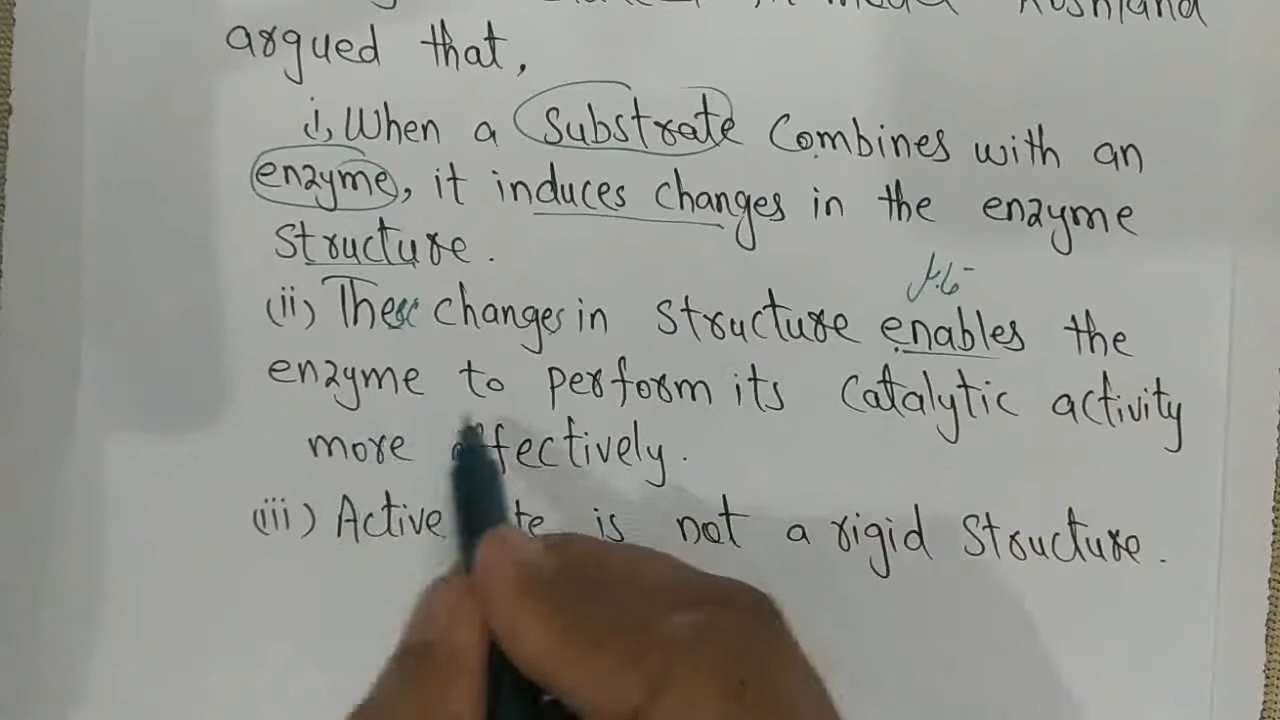 Koshland
argued that,
i, When a substrate combines with an
enzyme, it induces changes in the enzyme
structure.
(ii) These changes in structure enables the
enzyme to perform its catalytic activity
more effectively.
(iii) Active is not a rigid structure.